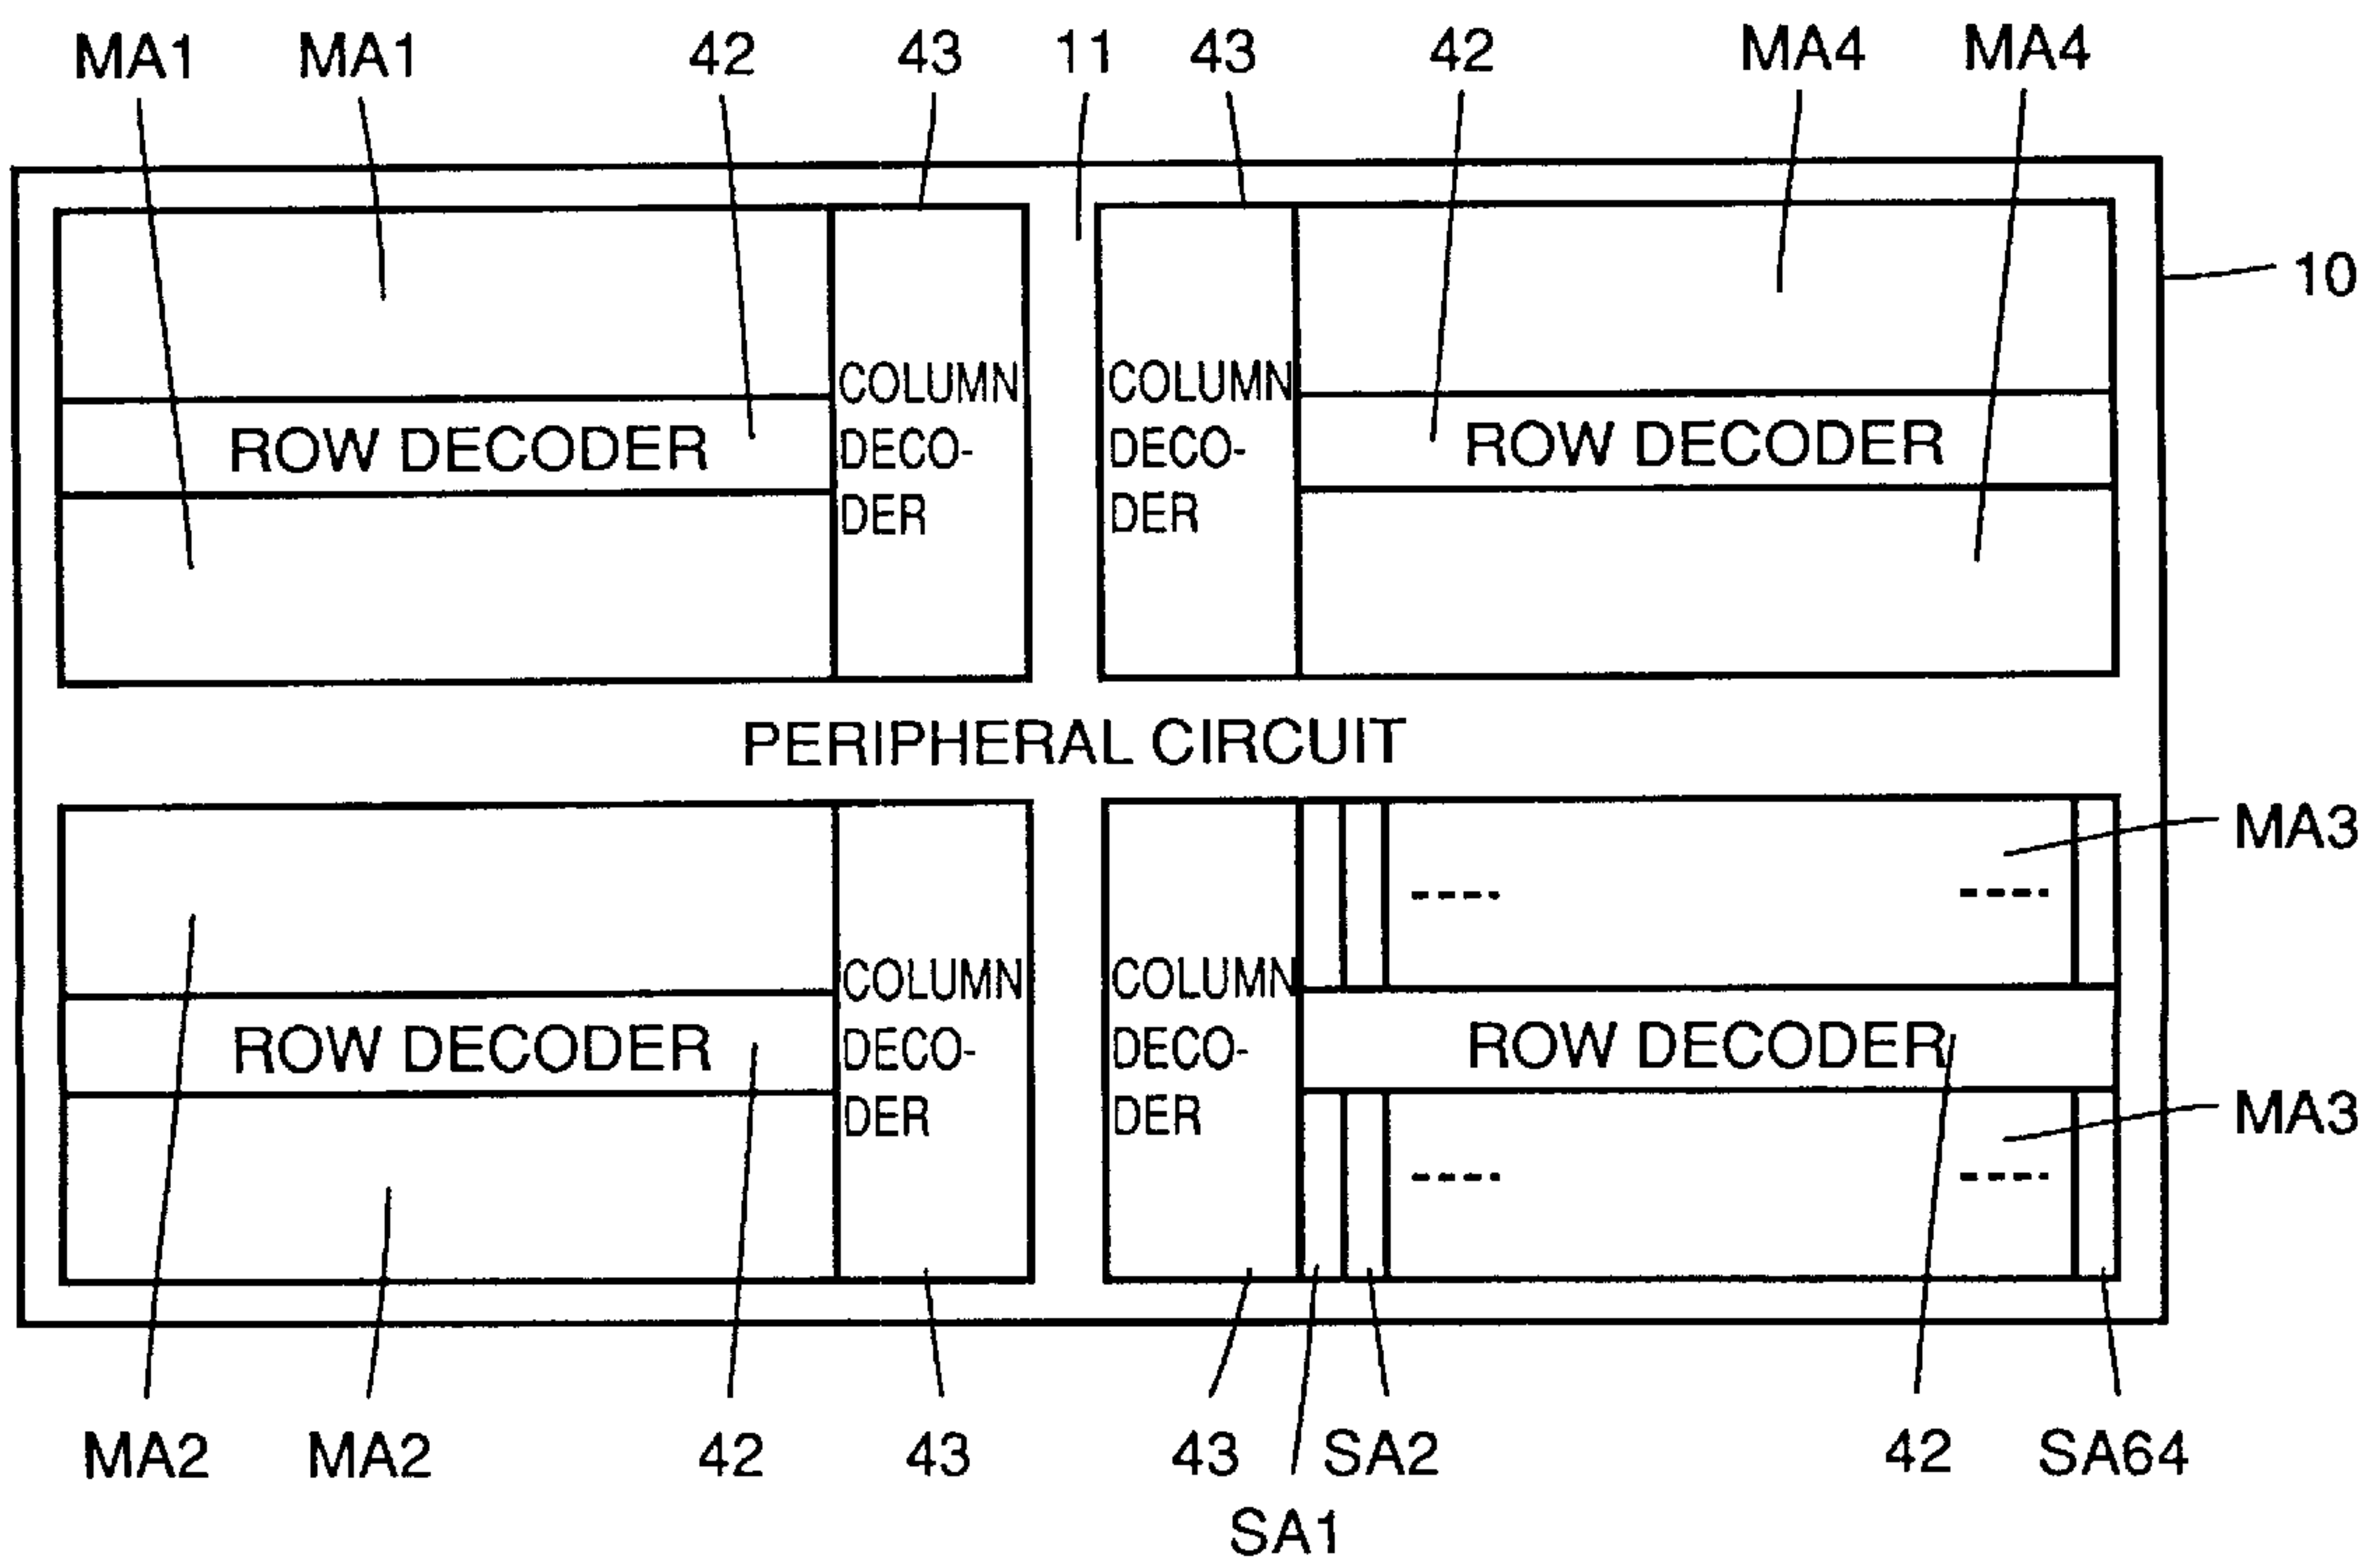 MA1 MA1 42 43 11 43 42 MA4 MA4
10
COLUMN COLUMN
ROW DECODER DECO- DECO- ROW DECODER
DER DER
PERIPHERAL CIRCUIT
MA3
---- ----
COLUMN COLUMN
ROW DECODER DECO- DECO- ROW DECODER
DER DER MA3
---- ----
MA2 MA2 42 43 43 SA2 42 SA64
SA1